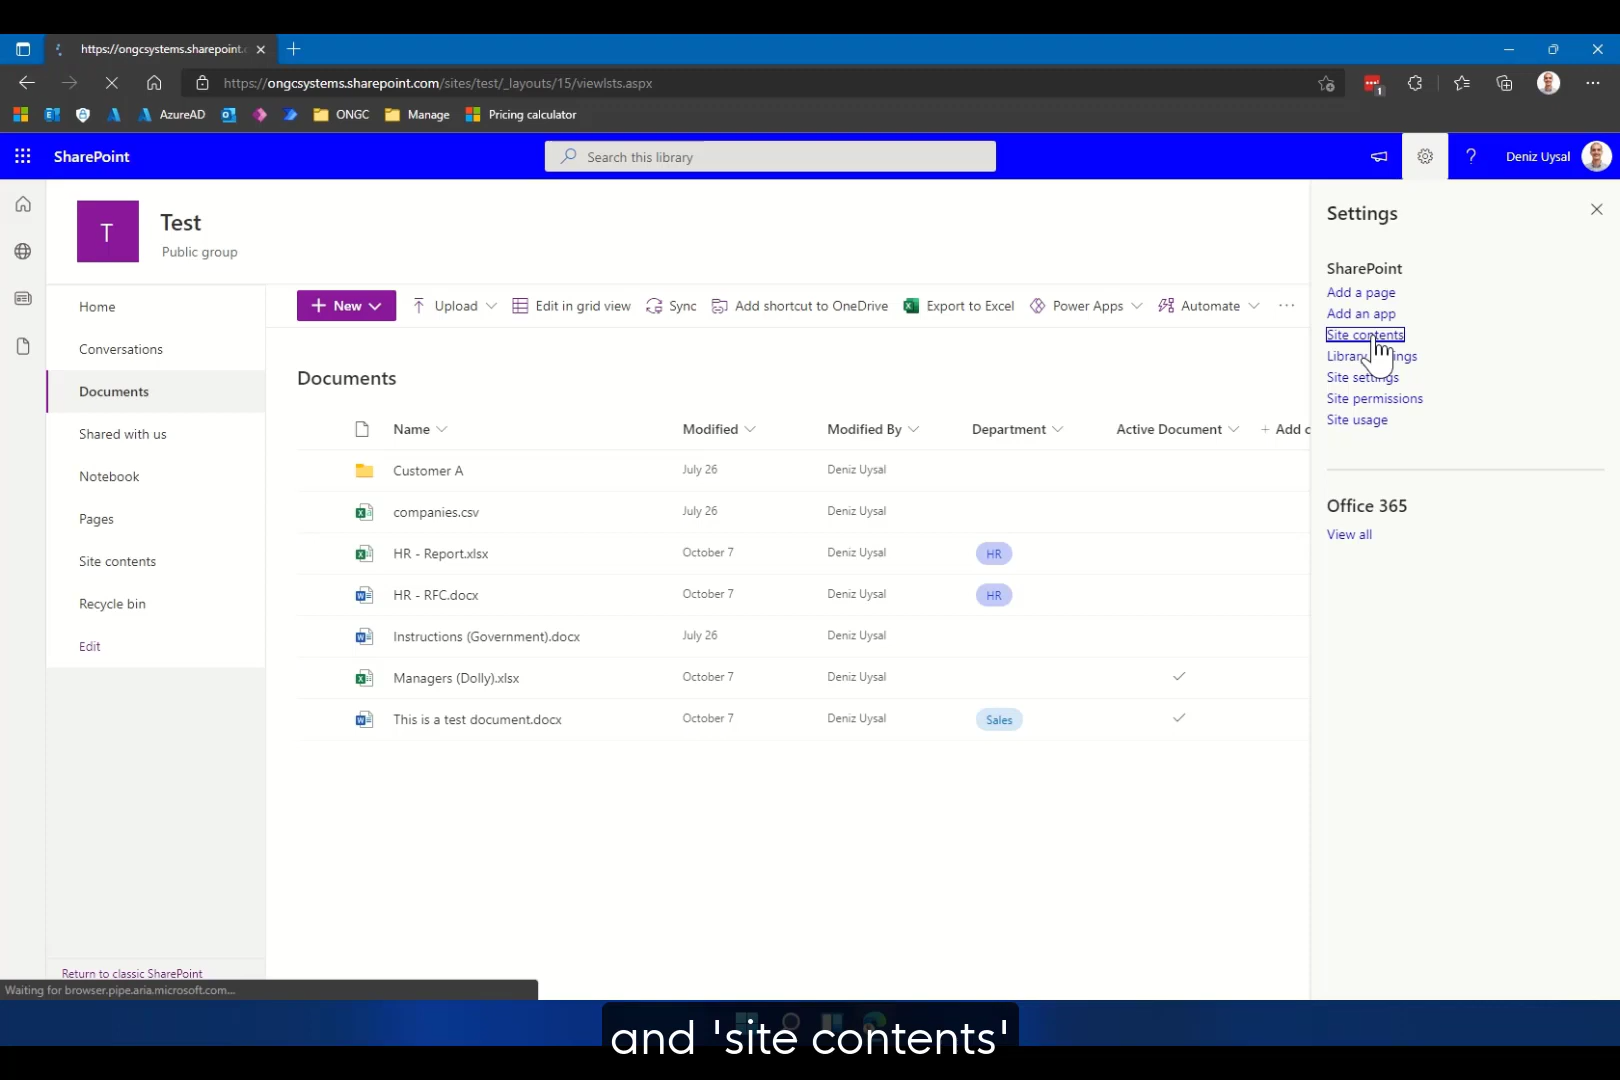 https://ongcsystems.sharepoint.c
https://ongcsystems.sharepoint.com/sites/test/_layouts/15/viewlsts.aspx
1
AzureAD
ONGC
Manage
Pricing calculator
SharePoint
Search this library
?
Deniz Uysal
T
Test
Public group
Home
Conversations
Documents
Shared with us
Notebook
Pages
Site contents
Recycle bin
Edit
Return to classic SharePoint
New
Upload
Edit in grid view
Sync
Add shortcut to OneDrive
Export to Excel
Power Apps
Automate
Documents
Name Modified Modified By Department Active Document + Add c
Customer A July 26 Deniz Uysal
companies.csv July 26 Deniz Uysal
HR - Report.xlsx October 7 Deniz Uysal HR
HR - RFC.docx October 7 Deniz Uysal HR
Instructions (Government).docx July 26 Deniz Uysal
Managers (Dolly).xlsx October 7 Deniz Uysal
This is a test document.docx October 7 Deniz Uysal Sales
Settings
SharePoint
Add a page
Add an app
Site contents
Library settings
Site settings
Site permissions
Site usage
Office 365
View all
Waiting for browser.pipe.aria.microsoft.com...
and 'site contents'